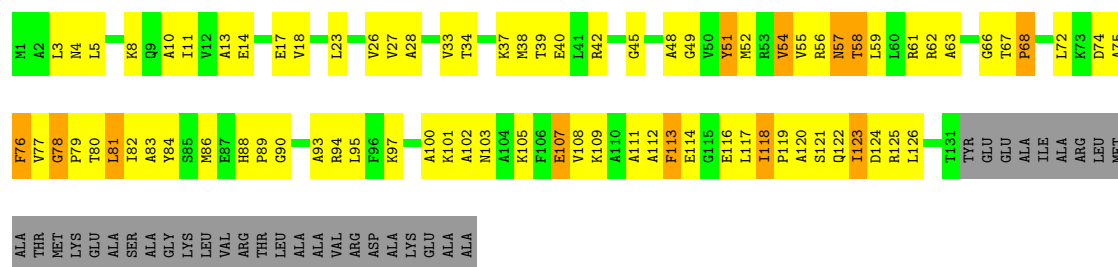 M1 A2 L3 N4 L5 K8 Q9 A10 I11 V12 A13 E14 E17 V18 L23 V26 V27 A28 V33 T34 K37 M38 T39 E40 L41 R42 G45 A48 G49 V50 Y51 M52 R53 V54 V55 R56 N57 T58 L59 L60 R61 R62 A63 G66 T67 P68 L72 K73 D74 A75
F76 V77 G78 P79 T80 L81 I82 A83 Y84 S85 M86 E87 H88 P89 G90 A93 R94 L95 F96 K97 A100 K101 A102 N103 A104 K105 F106 E107 V108 K109 A110 A111 A112 F113 E114 G115 E116 L117 I118 P119 A120 S121 Q122 I123 D124 R125 L126 T131 TYR GLU GLU ALA ILE ALA ARG LEU MET
ALA THR MET LYS GLU ALA SER ALA GLY LYS LEU VAL ARG THR LEU ALA ALA VAL ARG ASP ALA LYS GLU ALA ALA